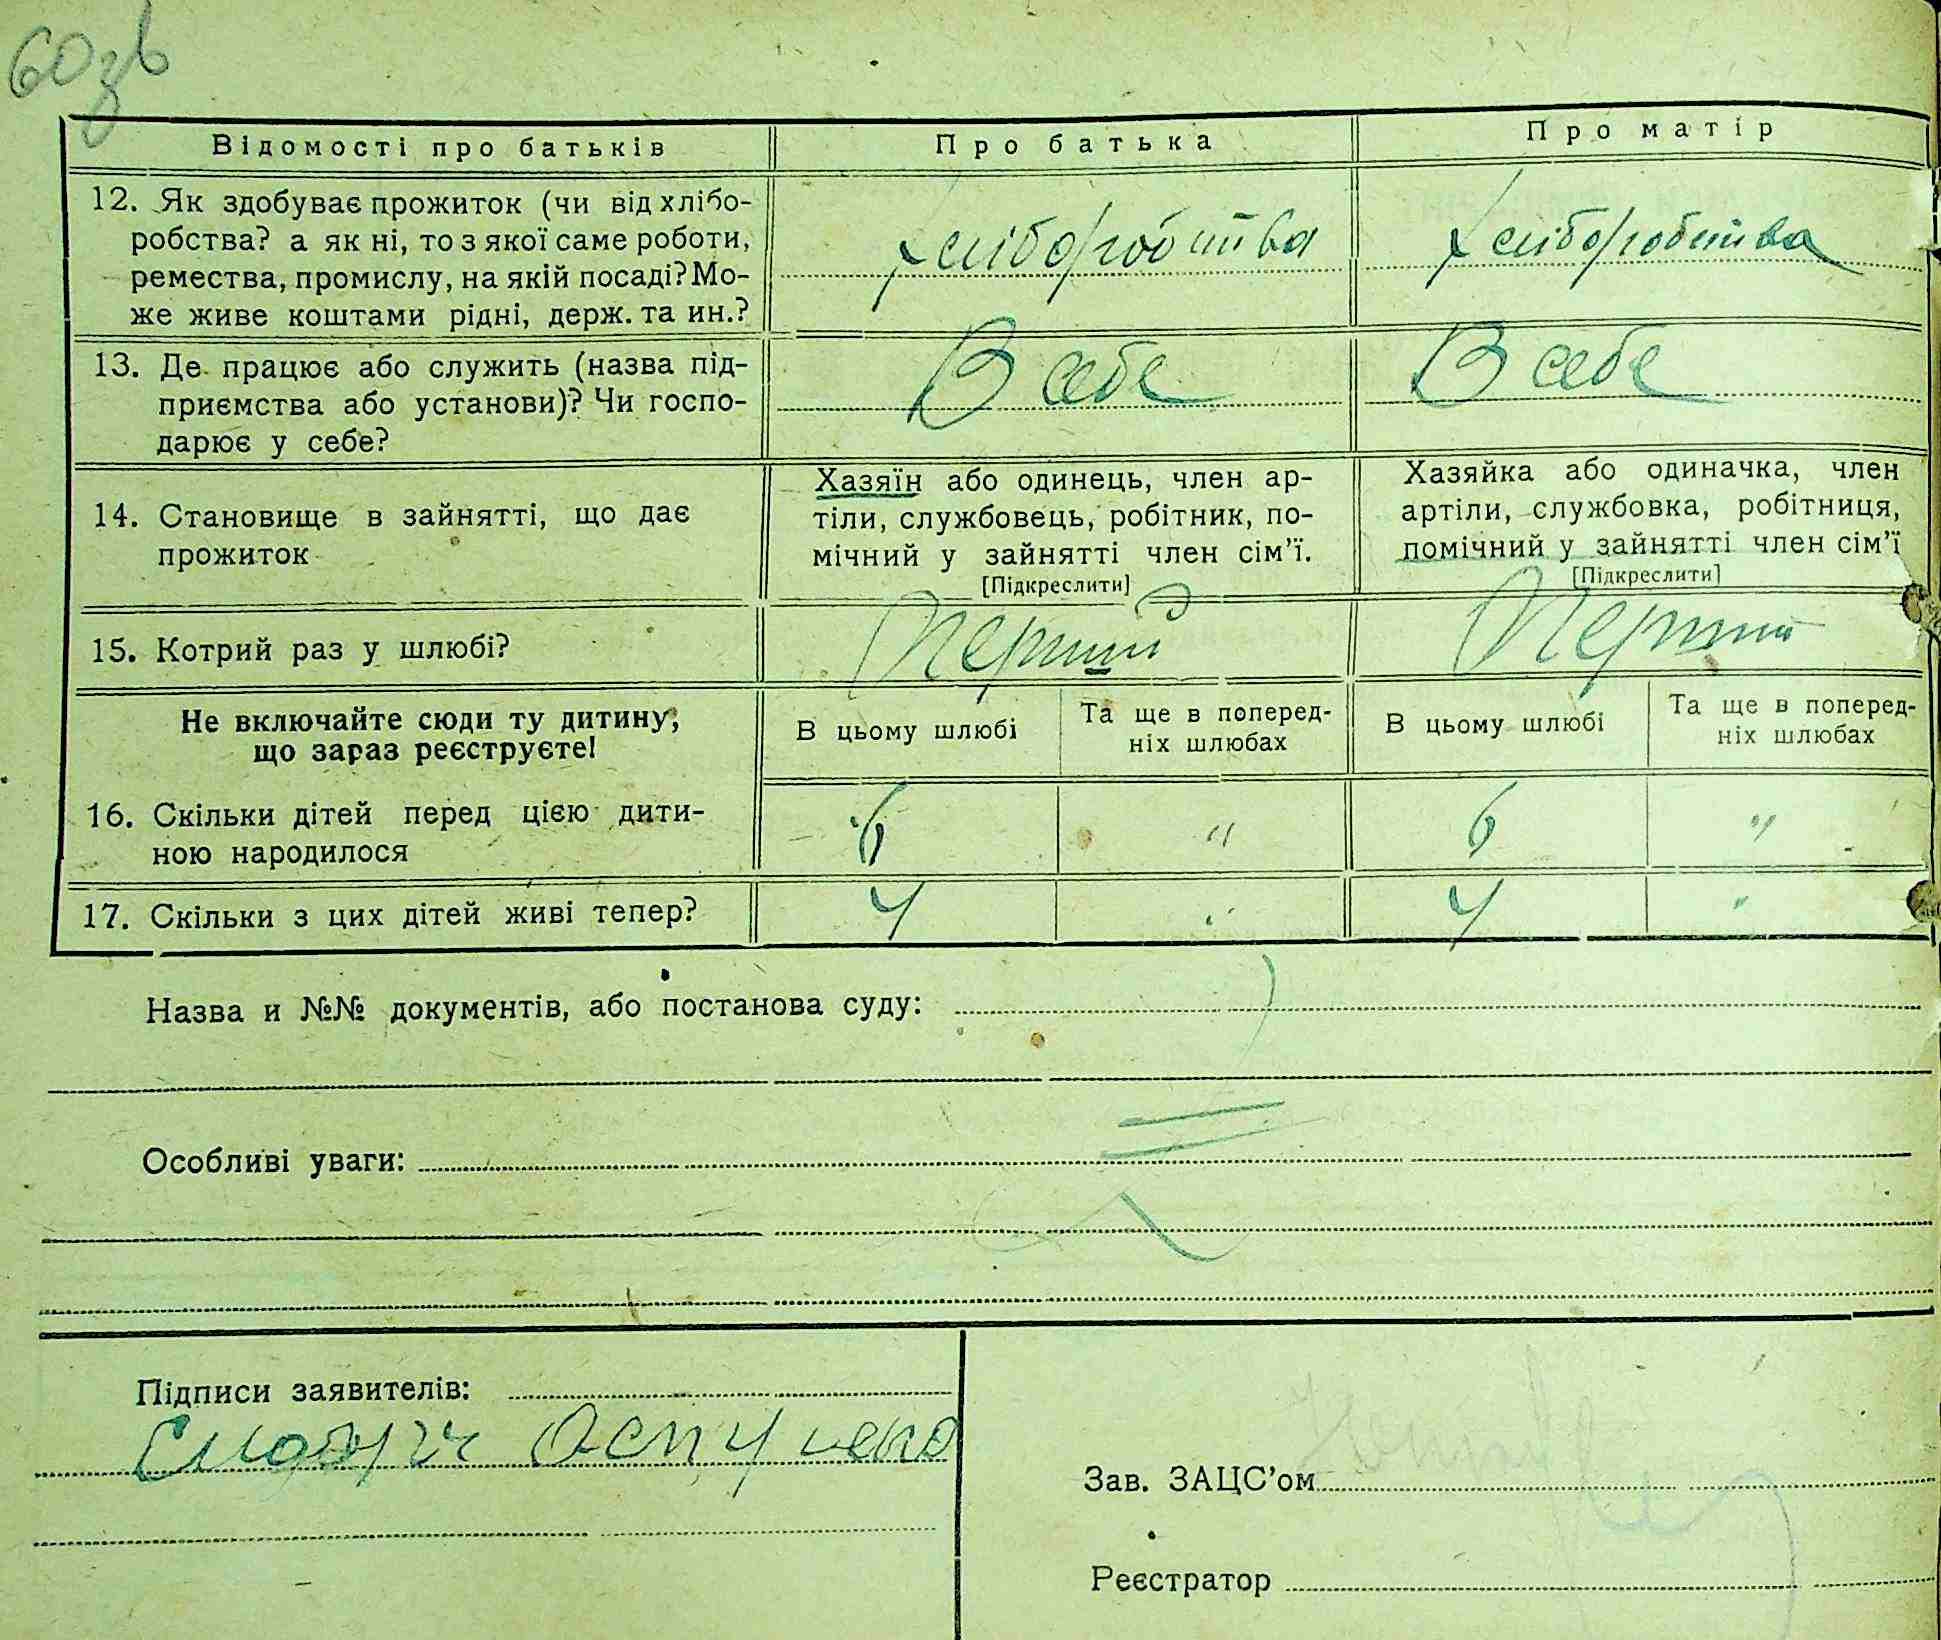 60зв
Відомості про батьків
Про батька
Про матір
12. Як здобуває прожиток (чи від хлібо-
робства? а як ні, то з якої саме роботи,
ремества, промислу, на якій посаді? Мо-
же живе коштами рідні, держ. та ин.?
хліборобства
хліборобства
13. Де працює або служить (назва під-
приємства або установи)? Чи госпо-
дарює у себе?
В себе
В себе
14. Становище в зайнятті, що дає
прожиток
Хазяїн або одинець, член ар-
тіли, службовець, робітник, по-
мічний у зайнятті член сім'ї.
[Підкреслити]
Хазяйка або одиначка, член
артіли, службовка, робітниця,
помічний у зайнятті член сім'ї
[Підкреслити]
15. Котрий раз у шлюбі?
Перший
Перший
Не включайте сюди ту дитину,
що зараз реєструєте!
В цьому шлюбі
Та ще в поперед-
ніх шлюбах
В цьому шлюбі
Та ще в поперед-
ніх шлюбах
16. Скільки дітей перед цією дити-
ною народилося
6 " 6 "
17. Скільки з цих дітей живі тепер?
4 " 4 "
Назва и №№ документів, або постанова суду:
Особливі уваги:
Підписи заявителів:
Зав. ЗАЦС'ом
Реєстратор